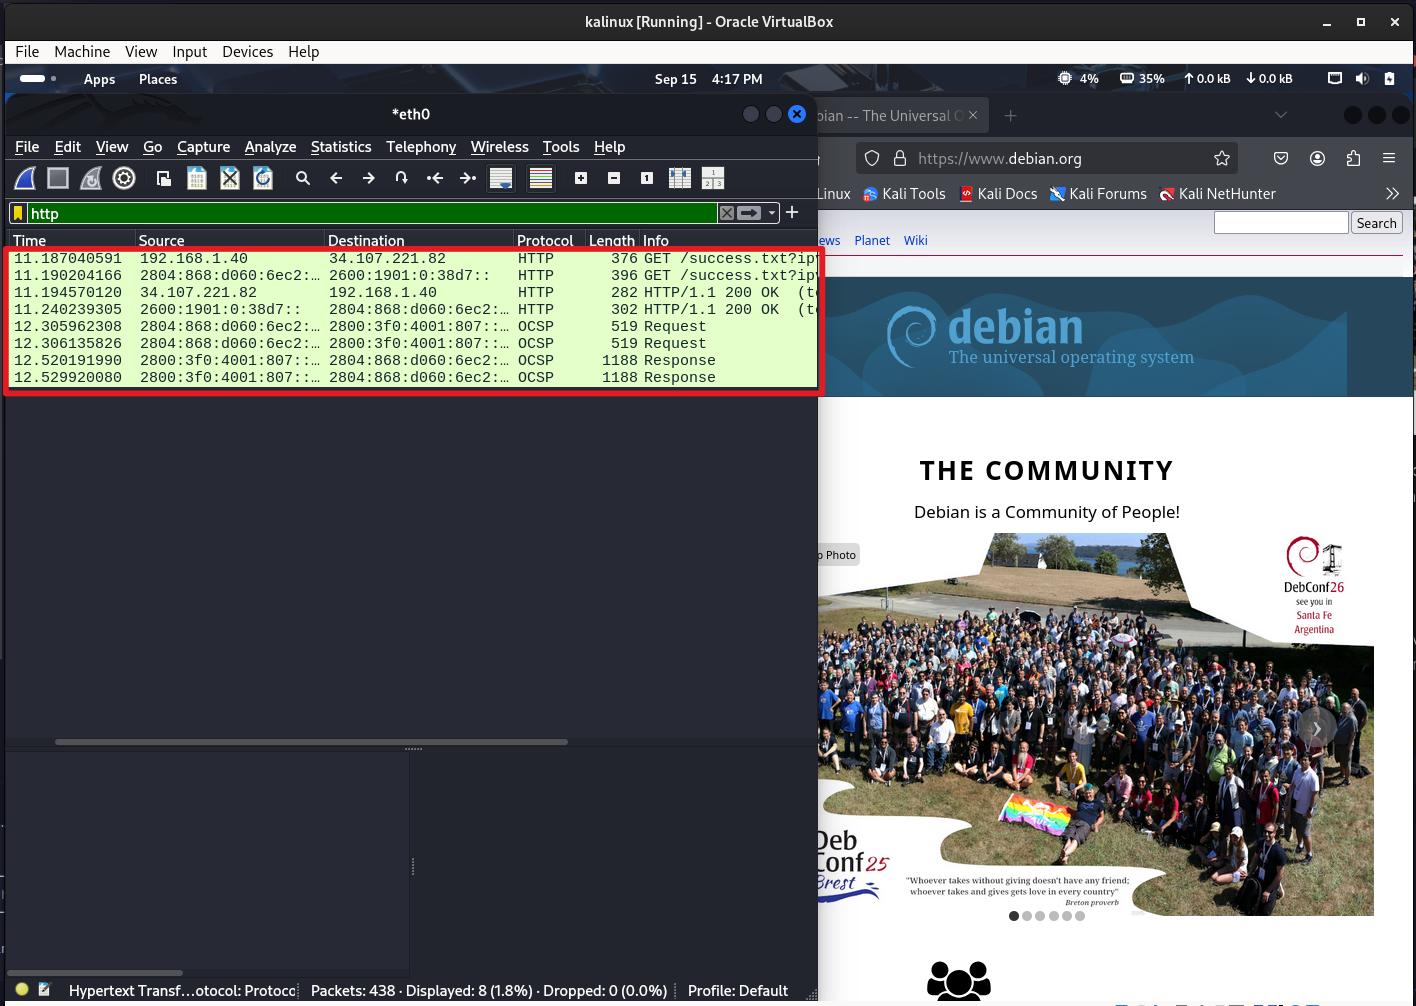 kalinux [Running] - Oracle VirtualBox
File Machine View Input Devices Help
Apps Places Sep 15 4:17 PM 4% 35% 0.0 kB 0.0 kB
*eth0
bian -- The Universal O
File Edit View Go Capture Analyze Statistics Telephony Wireless Tools Help
https://www.debian.org
Linux Kali Tools Kali Docs Kali Forums Kali NetHunter
http
Search
Time Source Destination Protocol Length Info
ews Planet Wiki
11.187040591 192.168.1.40 34.107.221.82 HTTP 376 GET /success.txt?ipv
11.190204166 2804:868:d060:6ec2:… 2600:1901:0:38d7:: HTTP 396 GET /success.txt?ipv
11.194570120 34.107.221.82 192.168.1.40 HTTP 282 HTTP/1.1 200 OK (te
11.240239305 2600:1901:0:38d7:: 2804:868:d060:6ec2:… HTTP 302 HTTP/1.1 200 OK (te
12.305962308 2804:868:d060:6ec2:… 2800:3f0:4001:807::… OCSP 519 Request
12.306135826 2804:868:d060:6ec2:… 2800:3f0:4001:807::… OCSP 519 Request
12.520191990 2800:3f0:4001:807::… 2804:868:d060:6ec2:… OCSP 1188 Response
12.529920080 2800:3f0:4001:807::… 2804:868:d060:6ec2:… OCSP 1188 Response
debian
The universal operating system
THE COMMUNITY
Debian is a Community of People!
p Photo
DebConf26
see you in
Santa Fe
Argentina
Deb
Conf 25
Brest
"Whoever takes without giving doesn't have any friend;
whoever takes and gives gets love in every country"
Breton proverb
Hypertext Transf…otocol: Protoco Packets: 438 · Displayed: 8 (1.8%) · Dropped: 0 (0.0%) Profile: Default